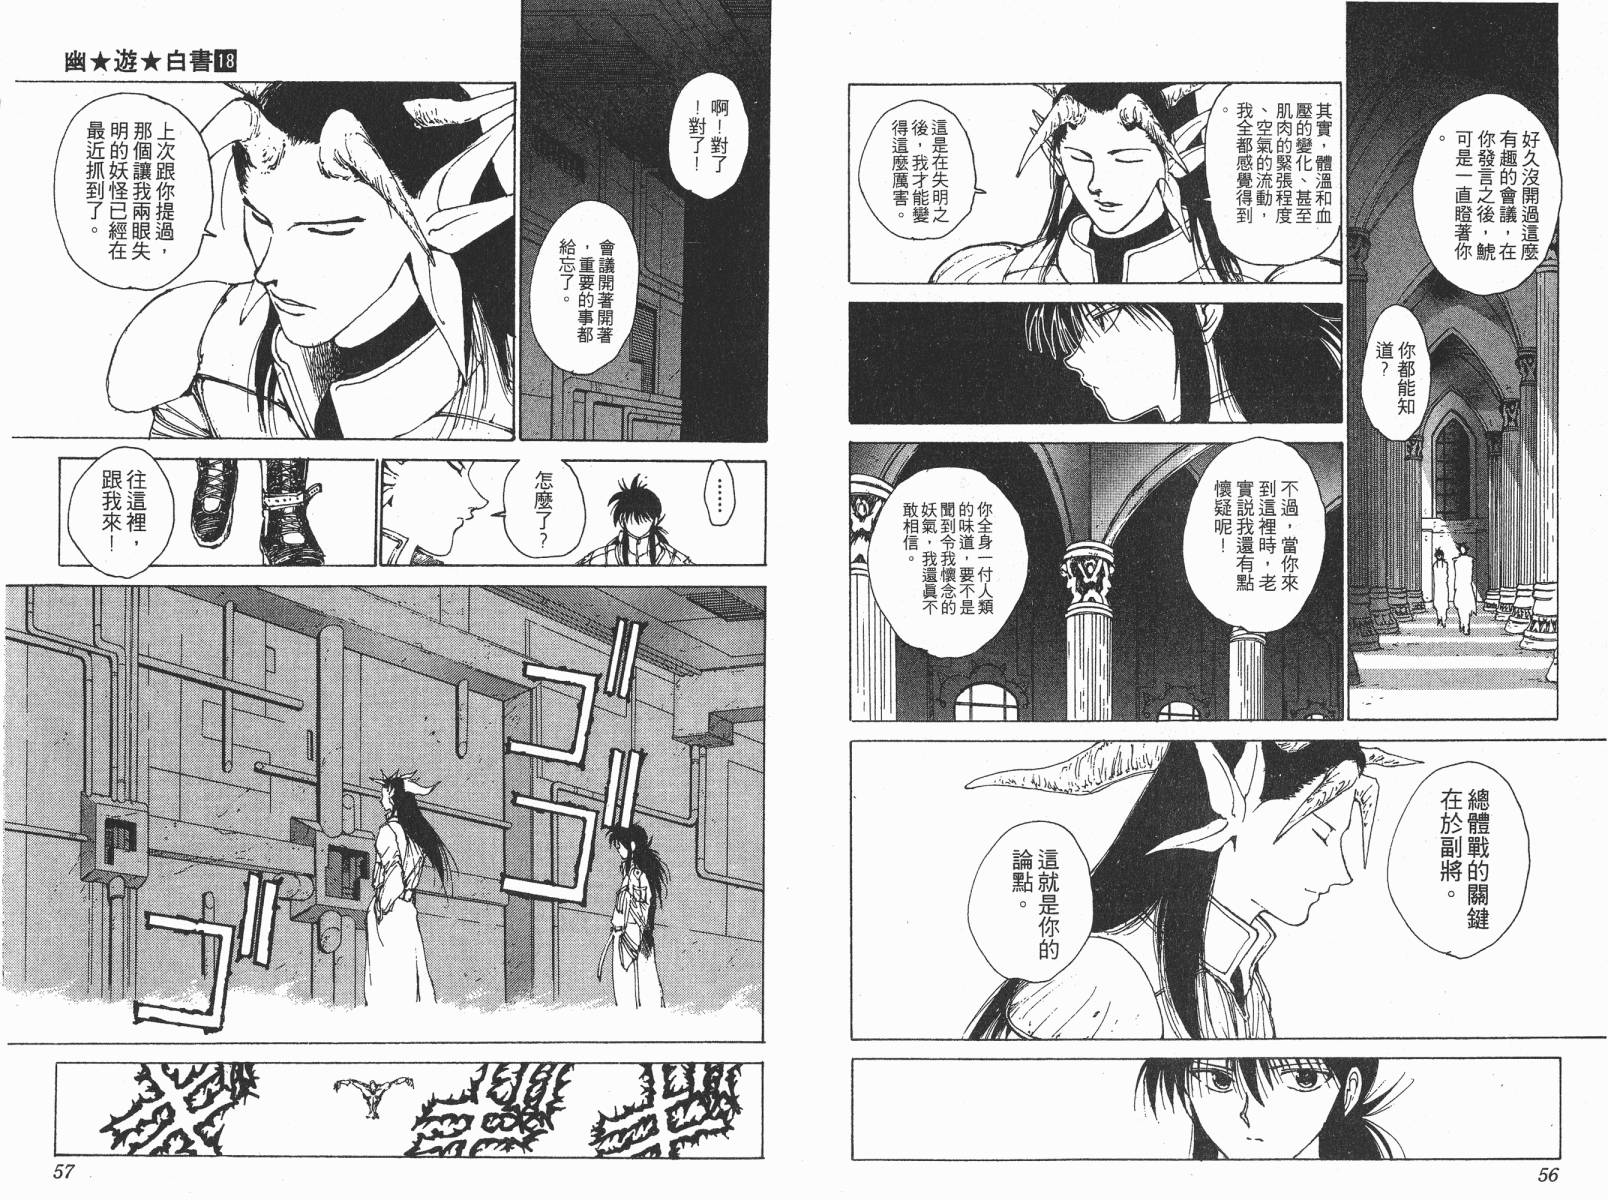 好久沒開過這麼
有趣的會議，在
你發言之後，鯱
可是一直瞪著你
。
你都能知
道？
其實，體溫和血
壓的變化、甚至
肌肉的緊張程度
、空氣的流動，
我全都感覺得到
。
這是在失明之
後，我才能變
得這麼厲害。
不過，當你來
到這裡時，老
實説我還有點
懷疑呢！
你全身一付人類
的味道，要不是
聞到令我懷念的
妖氣，我還眞不
敢相信。
總體戰的關鍵
在於副將。
這就是你的
論點。
56
幽★遊★白書18
啊！對了
！對了！
會議開著開著
，重要的事都
給忘了。
上次跟你提過，
那個讓我兩眼失
明的妖怪已經在
最近抓到了。
……
怎麼了？
往這裡，
跟我來！
ゴ
ゴ
ゴ
57